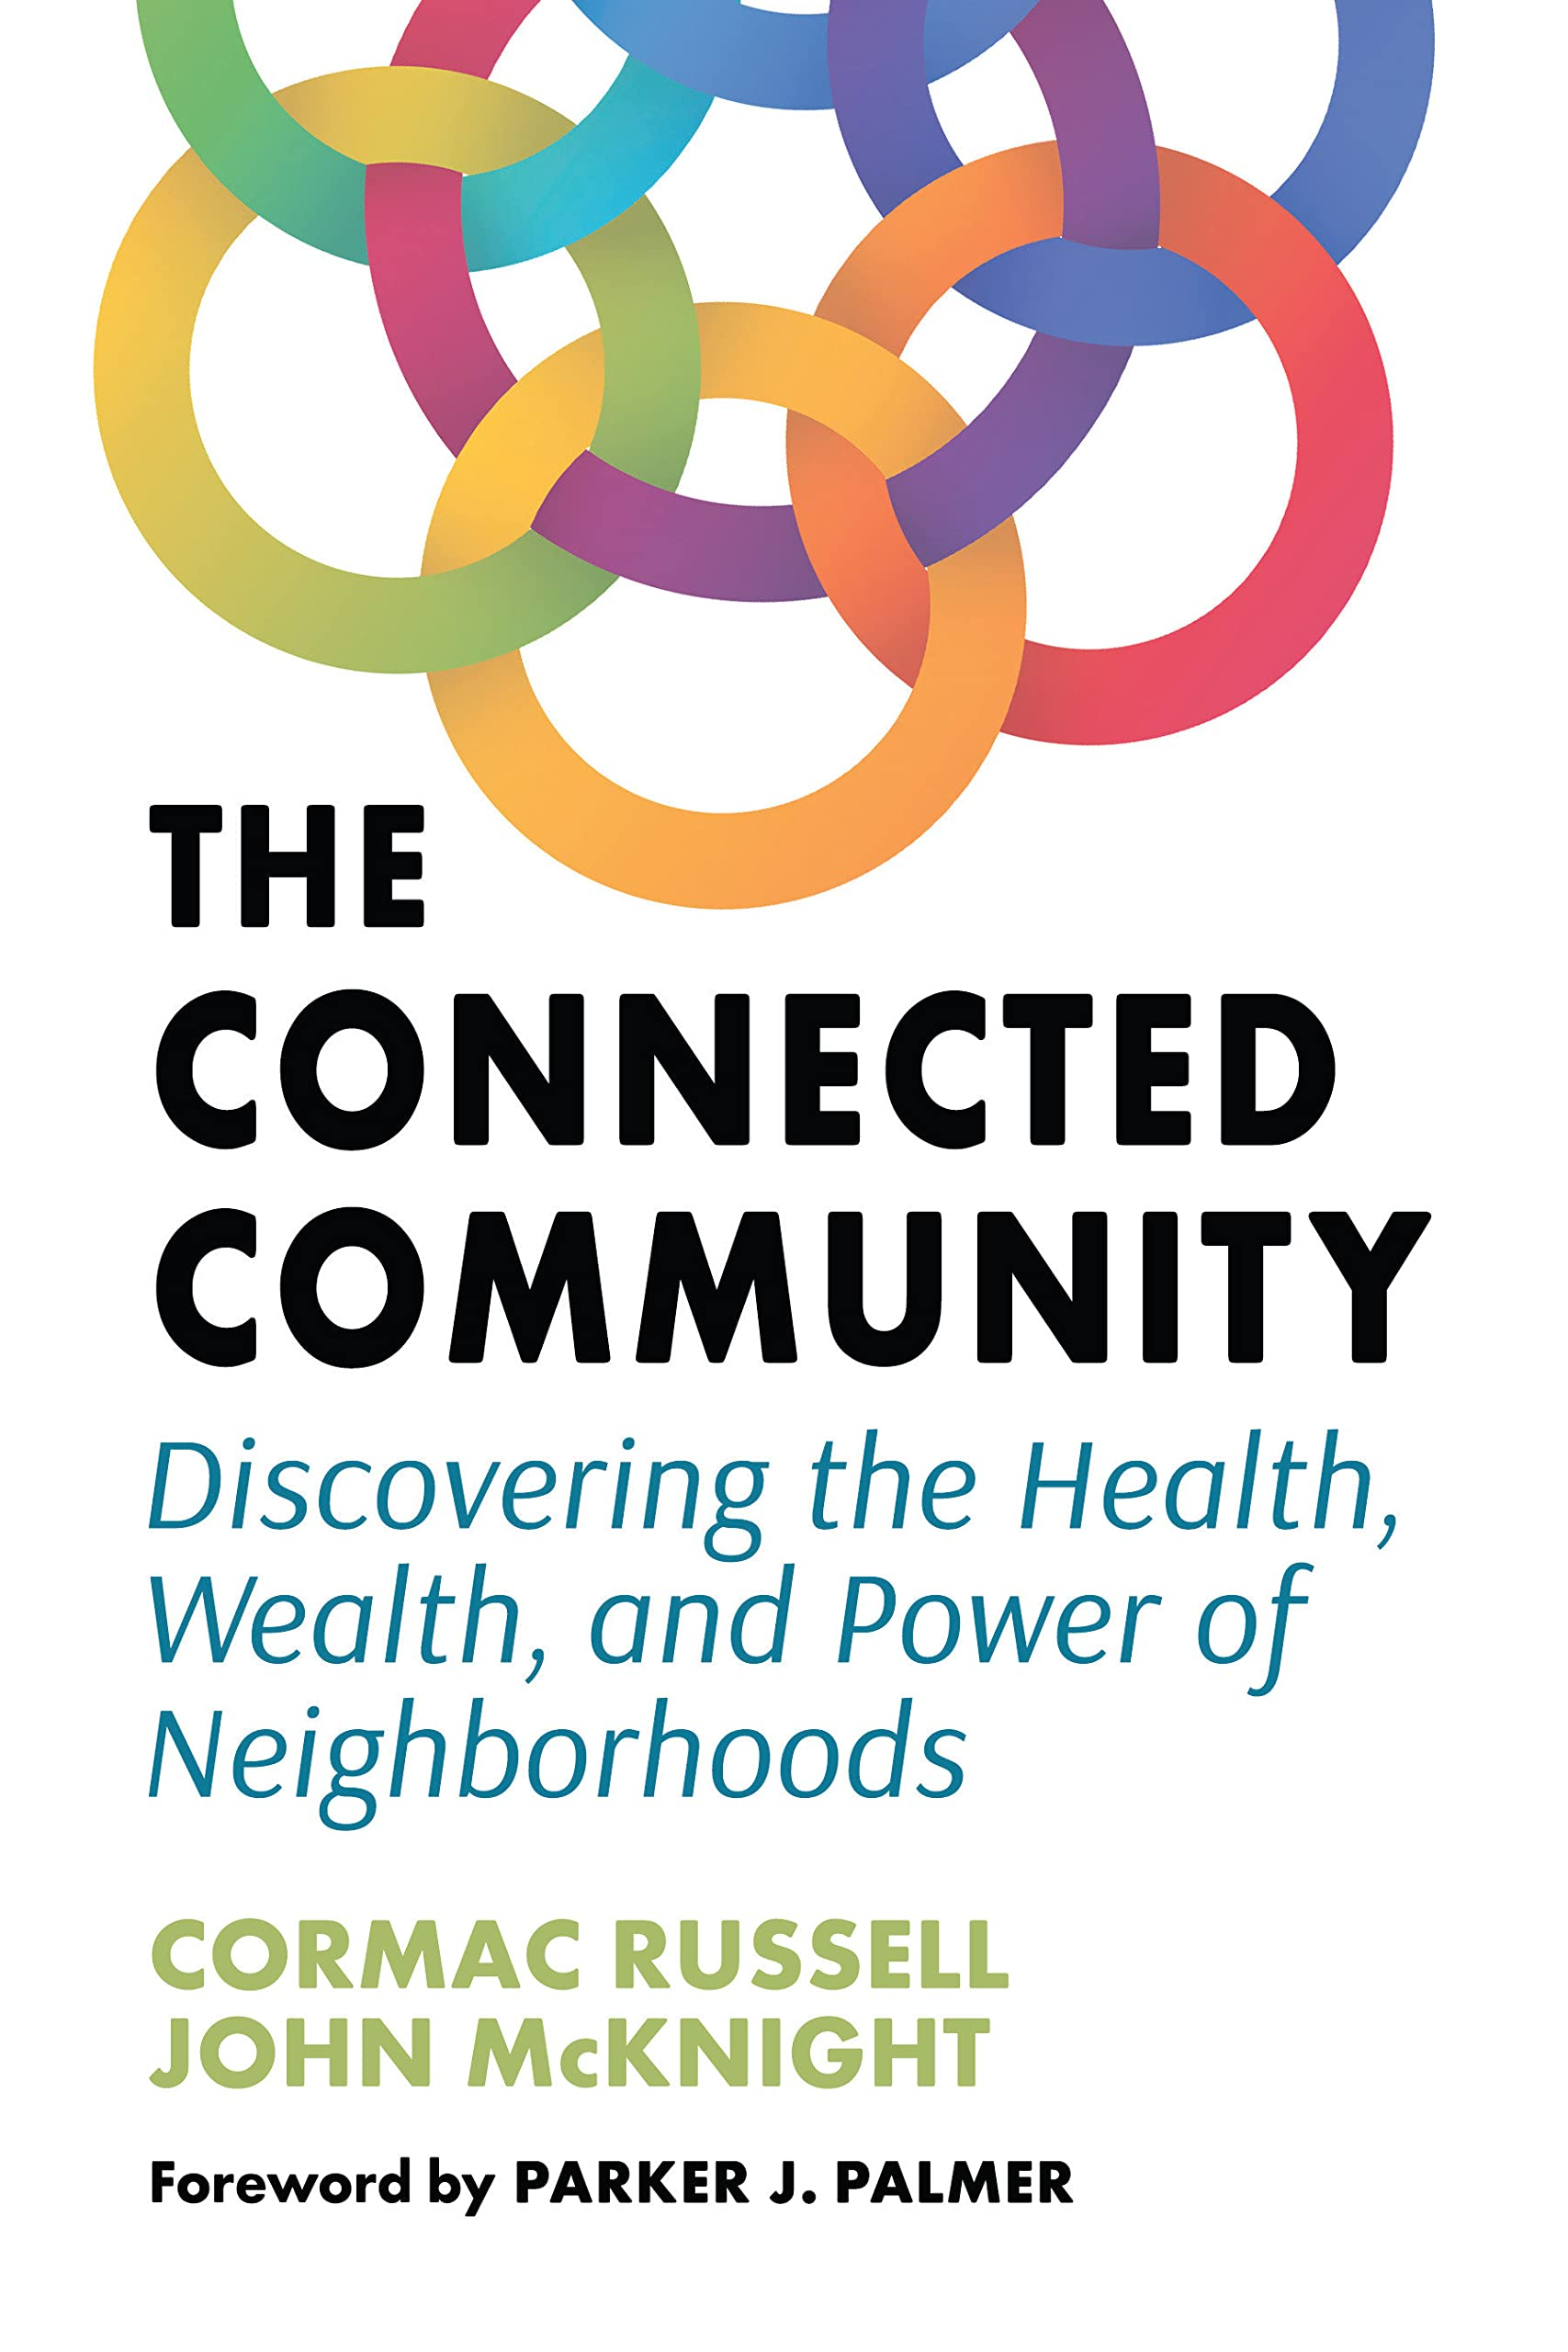 THE
CONNECTED
COMMUNITY
Discovering the Health,
Wealth, and Power of
Neighborhoods
CORMAC RUSSELL
JOHN McKNIGHT
Foreword by PARKER J. PALMER